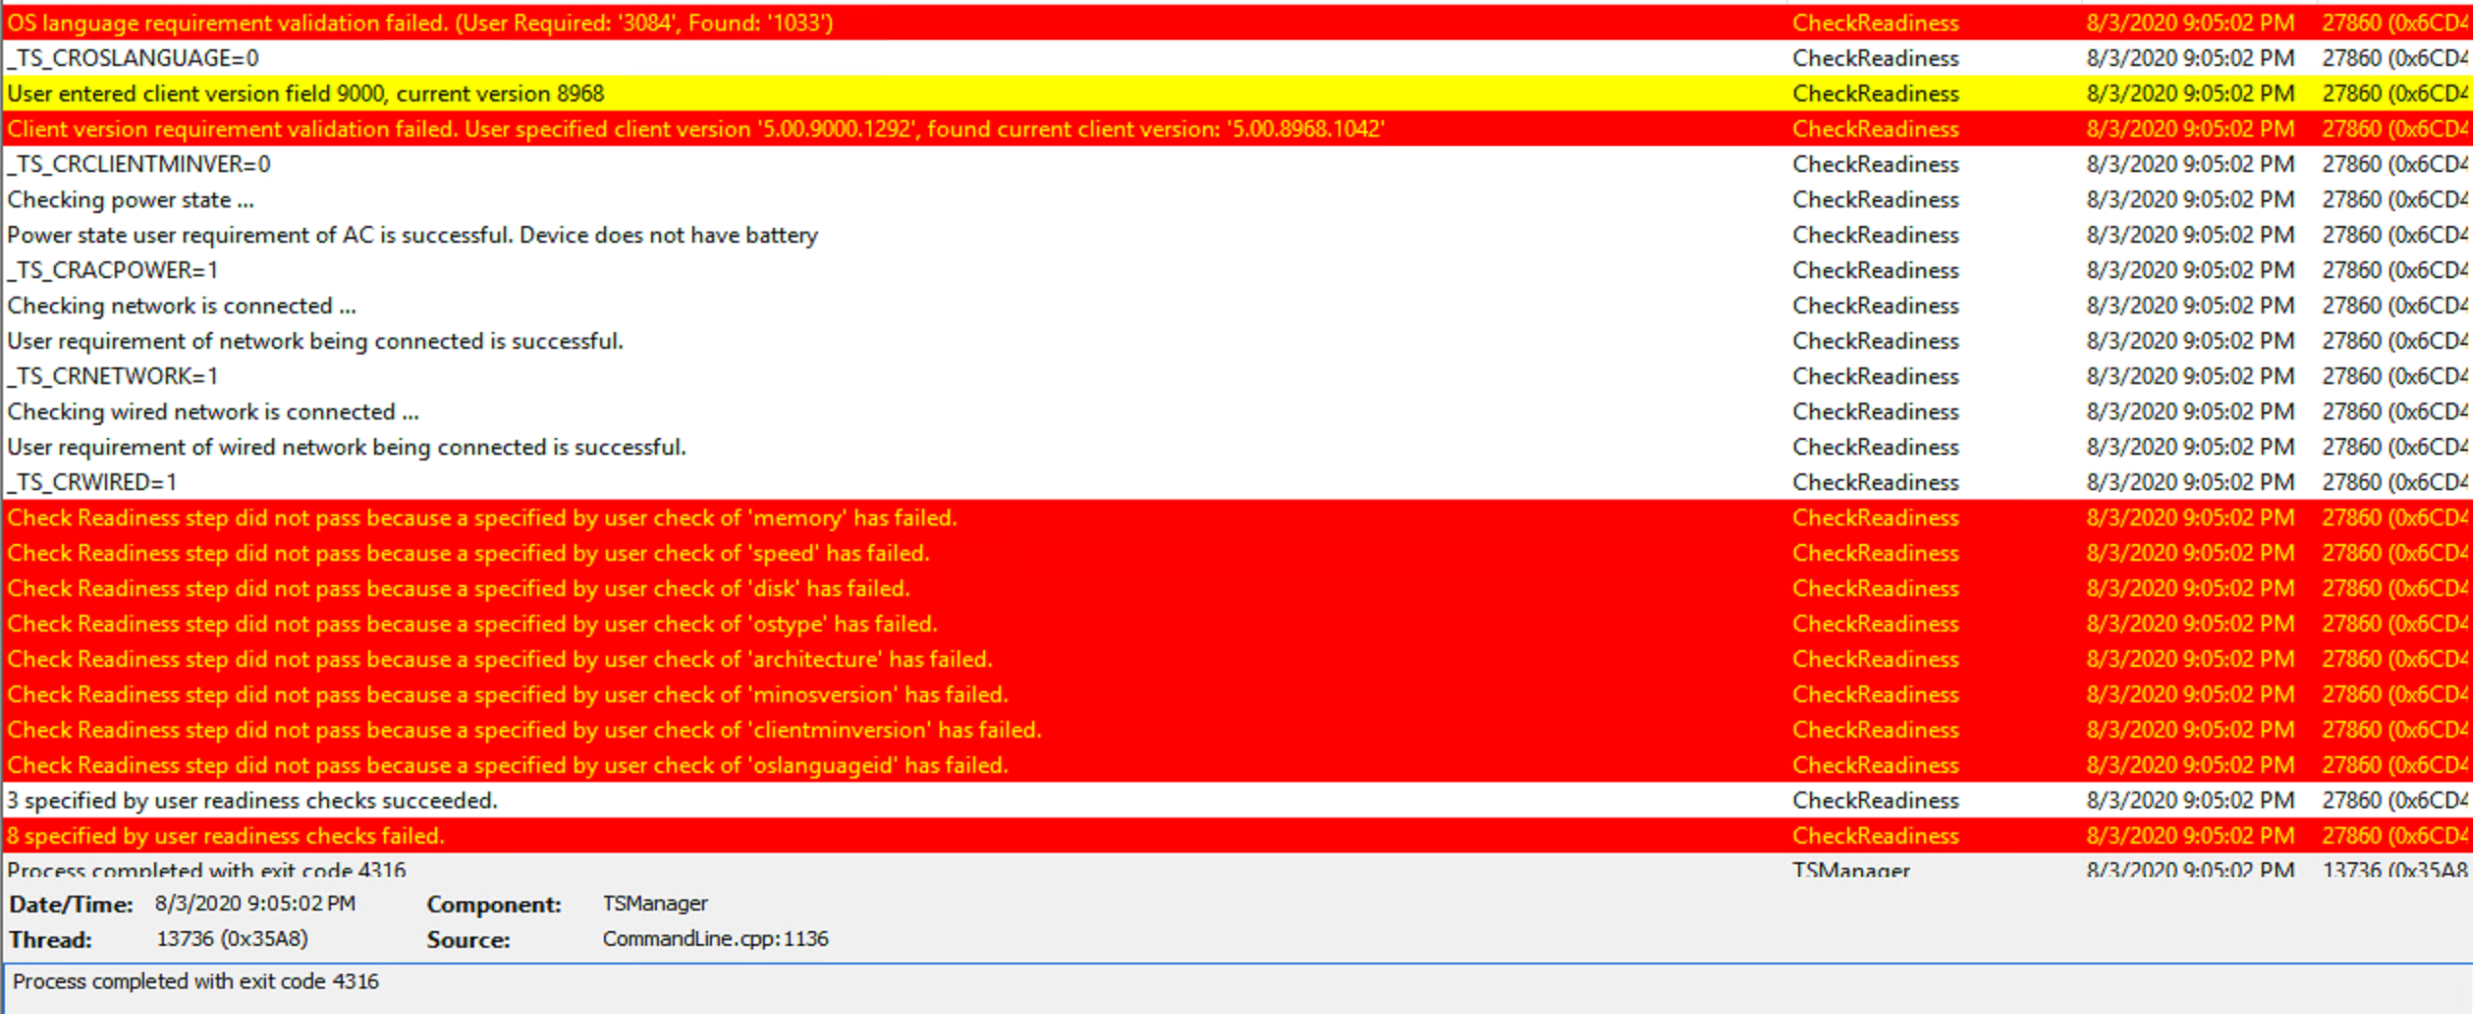 OS language requirement validation failed. (User Required: '3084', Found: '1033') CheckReadiness 8/3/2020 9:05:02 PM 27860 (0x6CD4
_TS_CROSLANGUAGE=0 CheckReadiness 8/3/2020 9:05:02 PM 27860 (0x6CD4
User entered client version field 9000, current version 8968 CheckReadiness 8/3/2020 9:05:02 PM 27860 (0x6CD4
Client version requirement validation failed. User specified client version '5.00.9000.1292', found current client version: '5.00.8968.1042' CheckReadiness 8/3/2020 9:05:02 PM 27860 (0x6CD4
_TS_CRCLIENTMINVER=0 CheckReadiness 8/3/2020 9:05:02 PM 27860 (0x6CD4
Checking power state ... CheckReadiness 8/3/2020 9:05:02 PM 27860 (0x6CD4
Power state user requirement of AC is successful. Device does not have battery CheckReadiness 8/3/2020 9:05:02 PM 27860 (0x6CD4
_TS_CRACPOWER=1 CheckReadiness 8/3/2020 9:05:02 PM 27860 (0x6CD4
Checking network is connected ... CheckReadiness 8/3/2020 9:05:02 PM 27860 (0x6CD4
User requirement of network being connected is successful. CheckReadiness 8/3/2020 9:05:02 PM 27860 (0x6CD4
_TS_CRNETWORK=1 CheckReadiness 8/3/2020 9:05:02 PM 27860 (0x6CD4
Checking wired network is connected ... CheckReadiness 8/3/2020 9:05:02 PM 27860 (0x6CD4
User requirement of wired network being connected is successful. CheckReadiness 8/3/2020 9:05:02 PM 27860 (0x6CD4
_TS_CRWIRED=1 CheckReadiness 8/3/2020 9:05:02 PM 27860 (0x6CD4
Check Readiness step did not pass because a specified by user check of 'memory' has failed. CheckReadiness 8/3/2020 9:05:02 PM 27860 (0x6CD4
Check Readiness step did not pass because a specified by user check of 'speed' has failed. CheckReadiness 8/3/2020 9:05:02 PM 27860 (0x6CD4
Check Readiness step did not pass because a specified by user check of 'disk' has failed. CheckReadiness 8/3/2020 9:05:02 PM 27860 (0x6CD4
Check Readiness step did not pass because a specified by user check of 'ostype' has failed. CheckReadiness 8/3/2020 9:05:02 PM 27860 (0x6CD4
Check Readiness step did not pass because a specified by user check of 'architecture' has failed. CheckReadiness 8/3/2020 9:05:02 PM 27860 (0x6CD4
Check Readiness step did not pass because a specified by user check of 'minosversion' has failed. CheckReadiness 8/3/2020 9:05:02 PM 27860 (0x6CD4
Check Readiness step did not pass because a specified by user check of 'clientminversion' has failed. CheckReadiness 8/3/2020 9:05:02 PM 27860 (0x6CD4
Check Readiness step did not pass because a specified by user check of 'oslanguageid' has failed. CheckReadiness 8/3/2020 9:05:02 PM 27860 (0x6CD4
3 specified by user readiness checks succeeded. CheckReadiness 8/3/2020 9:05:02 PM 27860 (0x6CD4
8 specified by user readiness checks failed. CheckReadiness 8/3/2020 9:05:02 PM 27860 (0x6CD4
Process completed with exit code 4316 TSManager 8/3/2020 9:05:02 PM 13736 (0x35A8
Date/Time: 8/3/2020 9:05:02 PM Component: TSManager
Thread: 13736 (0x35A8) Source: CommandLine.cpp:1136
Process completed with exit code 4316